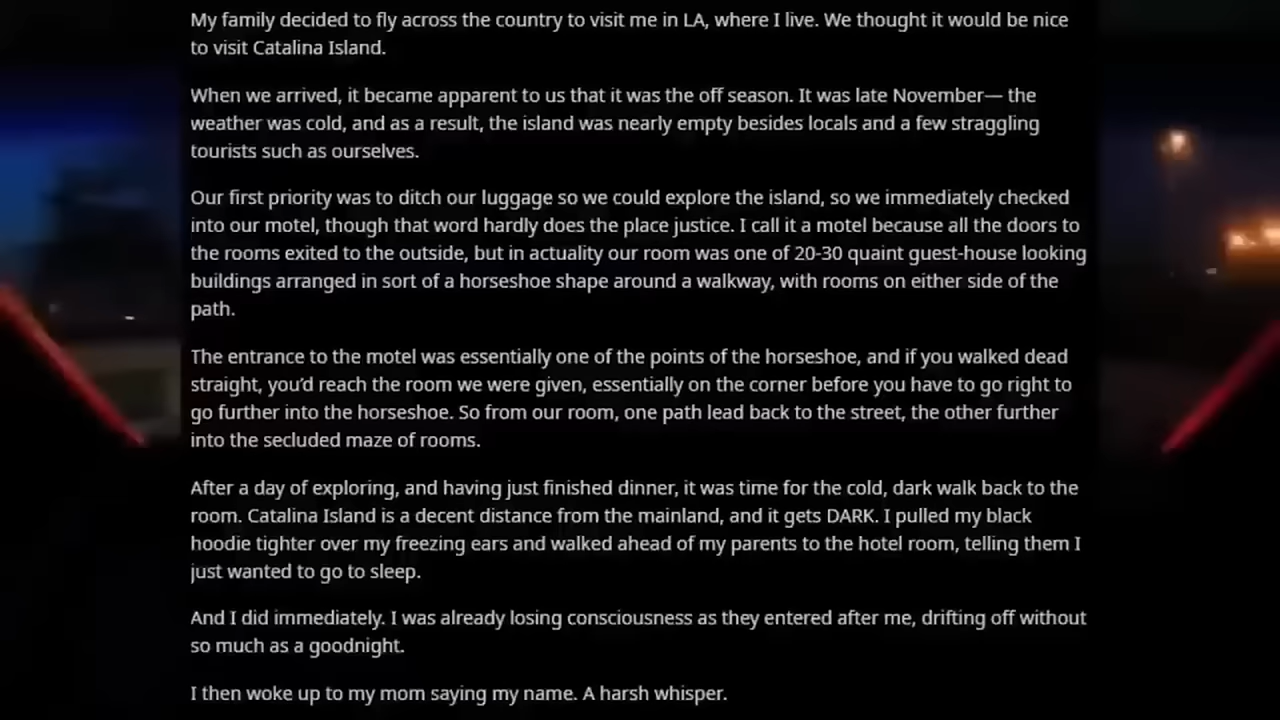 My family decided to fly across the country to visit me in LA, where I live. We thought it would be nice
to visit Catalina Island.
When we arrived, it became apparent to us that it was the off season. It was late November— the
weather was cold, and as a result, the island was nearly empty besides locals and a few straggling
tourists such as ourselves.
Our first priority was to ditch our luggage so we could explore the island, so we immediately checked
into our motel, though that word hardly does the place justice. I call it a motel because all the doors to
the rooms exited to the outside, but in actuality our room was one of 20-30 quaint guest-house looking
buildings arranged in sort of a horseshoe shape around a walkway, with rooms on either side of the
path.
The entrance to the motel was essentially one of the points of the horseshoe, and if you walked dead
straight, you’d reach the room we were given, essentially on the corner before you have to go right to
go further into the horseshoe. So from our room, one path lead back to the street, the other further
into the secluded maze of rooms.
After a day of exploring, and having just finished dinner, it was time for the cold, dark walk back to the
room. Catalina Island is a decent distance from the mainland, and it gets DARK. I pulled my black
hoodie tighter over my freezing ears and walked ahead of my parents to the hotel room, telling them I
just wanted to go to sleep.
And I did immediately. I was already losing consciousness as they entered after me, drifting off without
so much as a goodnight.
I then woke up to my mom saying my name. A harsh whisper.